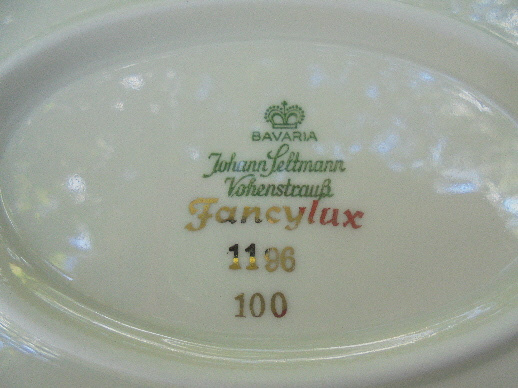 BAVARIA
Johann Seltmann
Vohenstrauß
Fancylux
1196
100